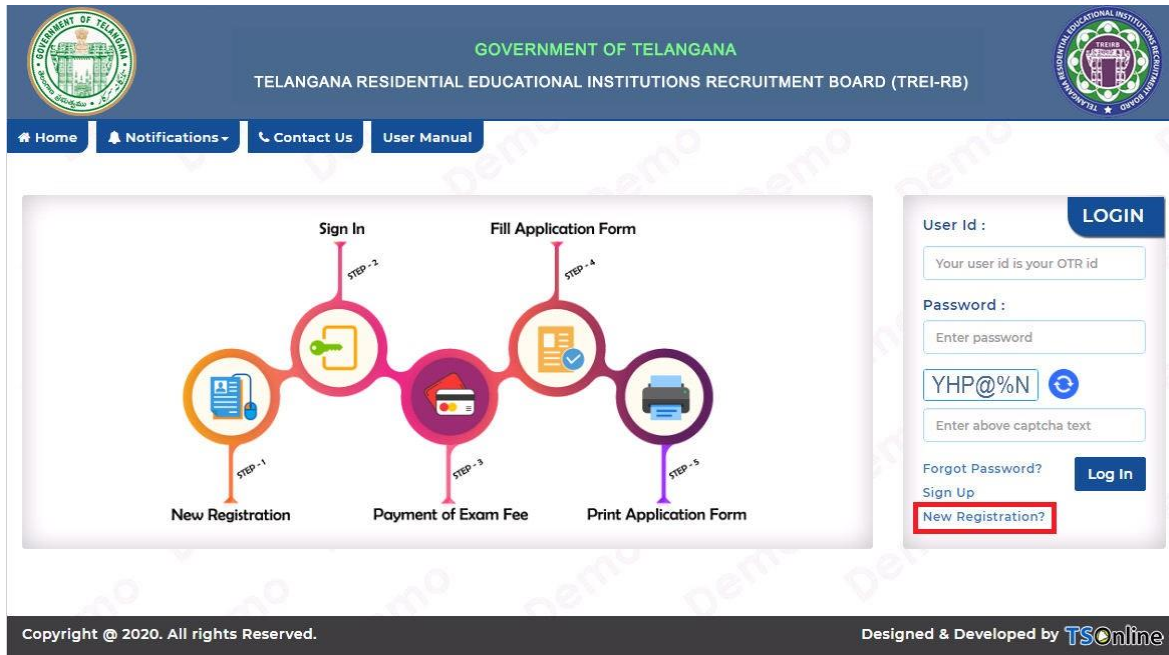 GOVERNMENT OF TELANGANA
TELANGANA RESIDENTIAL EDUCATIONAL INSTITUTIONS RECRUITMENT BOARD (TREI-RB)
TREIRB
Home Notifications Contact Us User Manual
Sign In
Fill Application Form
STEP - 2
STEP - 4
STEP - 1
STEP - 3
STEP - 5
New Registration
Payment of Exam Fee
Print Application Form
LOGIN
User Id :
Your user id is your OTR id
Password :
Enter password
YHP@%N
Enter above captcha text
Forgot Password?
Log In
Sign Up
New Registration?
Demo
Copyright @ 2020. All rights Reserved.
Designed & Developed by TSOnline